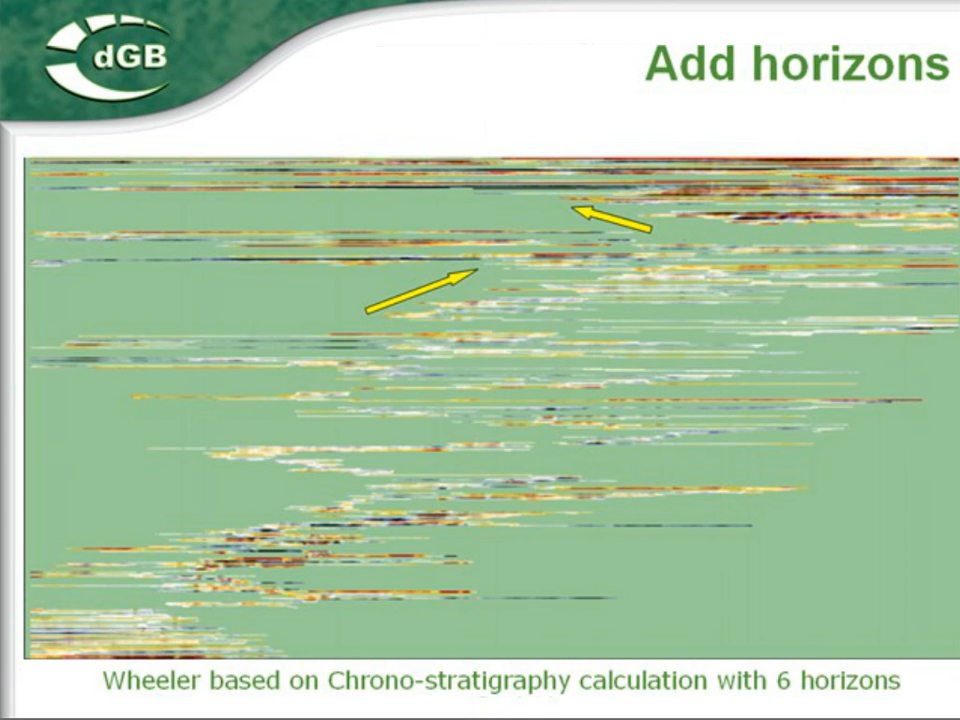 dGB
Add horizons
Wheeler based on Chrono-stratigraphy calculation with 6 horizons